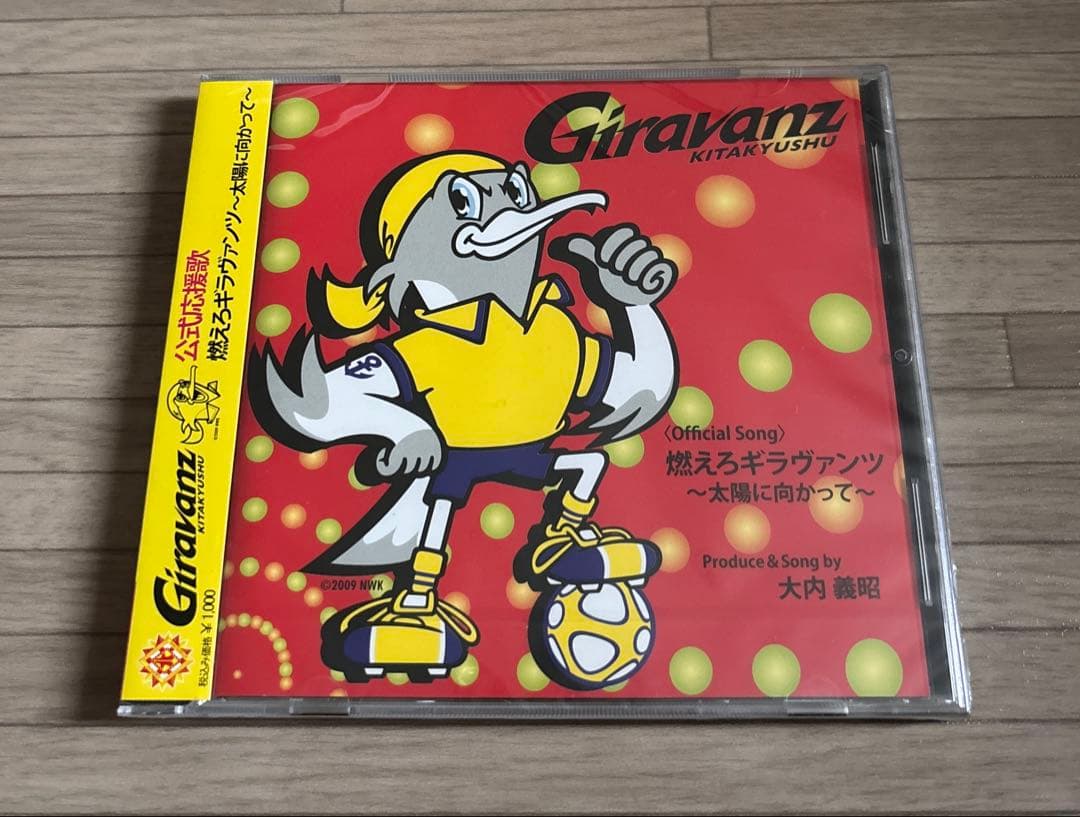 Giravanz
KITAKYUSHU
〈Official Song〉
燃えろギラヴァンツ
〜太陽に向かって〜
Produce & Song by
大内 義昭
©2009 NWK
公式応援歌
燃えろギラヴァンツ〜太陽に向かって〜
Giravanz
KITAKYUSHU
税込み価格 ¥1,000